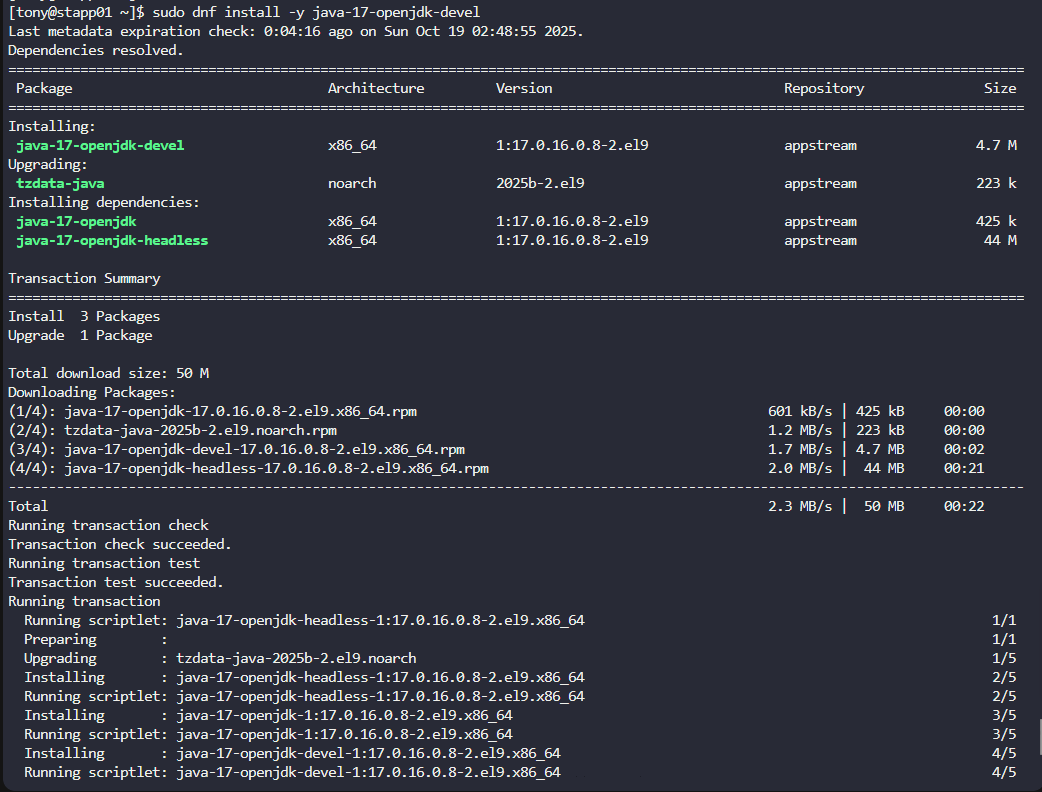 [tony@stapp01 ~]$ sudo dnf install -y java-17-openjdk-devel
Last metadata expiration check: 0:04:16 ago on Sun Oct 19 02:48:55 2025.
Dependencies resolved.
================================================================================
Package Architecture Version Repository Size
================================================================================
Installing:
java-17-openjdk-devel x86_64 1:17.0.16.0.8-2.el9 appstream 4.7 M
Upgrading:
tzdata-java noarch 2025b-2.el9 appstream 223 k
Installing dependencies:
java-17-openjdk x86_64 1:17.0.16.0.8-2.el9 appstream 425 k
java-17-openjdk-headless x86_64 1:17.0.16.0.8-2.el9 appstream 44 M
Transaction Summary
================================================================================
Install 3 Packages
Upgrade 1 Package
Total download size: 50 M
Downloading Packages:
(1/4): java-17-openjdk-17.0.16.0.8-2.el9.x86_64.rpm 601 kB/s | 425 kB 00:00
(2/4): tzdata-java-2025b-2.el9.noarch.rpm 1.2 MB/s | 223 kB 00:00
(3/4): java-17-openjdk-devel-17.0.16.0.8-2.el9.x86_64.rpm 1.7 MB/s | 4.7 MB 00:02
(4/4): java-17-openjdk-headless-17.0.16.0.8-2.el9.x86_64.rpm 2.0 MB/s | 44 MB 00:21
--------------------------------------------------------------------------------
Total 2.3 MB/s | 50 MB 00:22
Running transaction check
Transaction check succeeded.
Running transaction test
Transaction test succeeded.
Running transaction
Running scriptlet: java-17-openjdk-headless-1:17.0.16.0.8-2.el9.x86_64 1/1
Preparing : 1/1
Upgrading : tzdata-java-2025b-2.el9.noarch 1/5
Installing : java-17-openjdk-headless-1:17.0.16.0.8-2.el9.x86_64 2/5
Running scriptlet: java-17-openjdk-headless-1:17.0.16.0.8-2.el9.x86_64 2/5
Installing : java-17-openjdk-1:17.0.16.0.8-2.el9.x86_64 3/5
Running scriptlet: java-17-openjdk-1:17.0.16.0.8-2.el9.x86_64 3/5
Installing : java-17-openjdk-devel-1:17.0.16.0.8-2.el9.x86_64 4/5
Running scriptlet: java-17-openjdk-devel-1:17.0.16.0.8-2.el9.x86_64 4/5